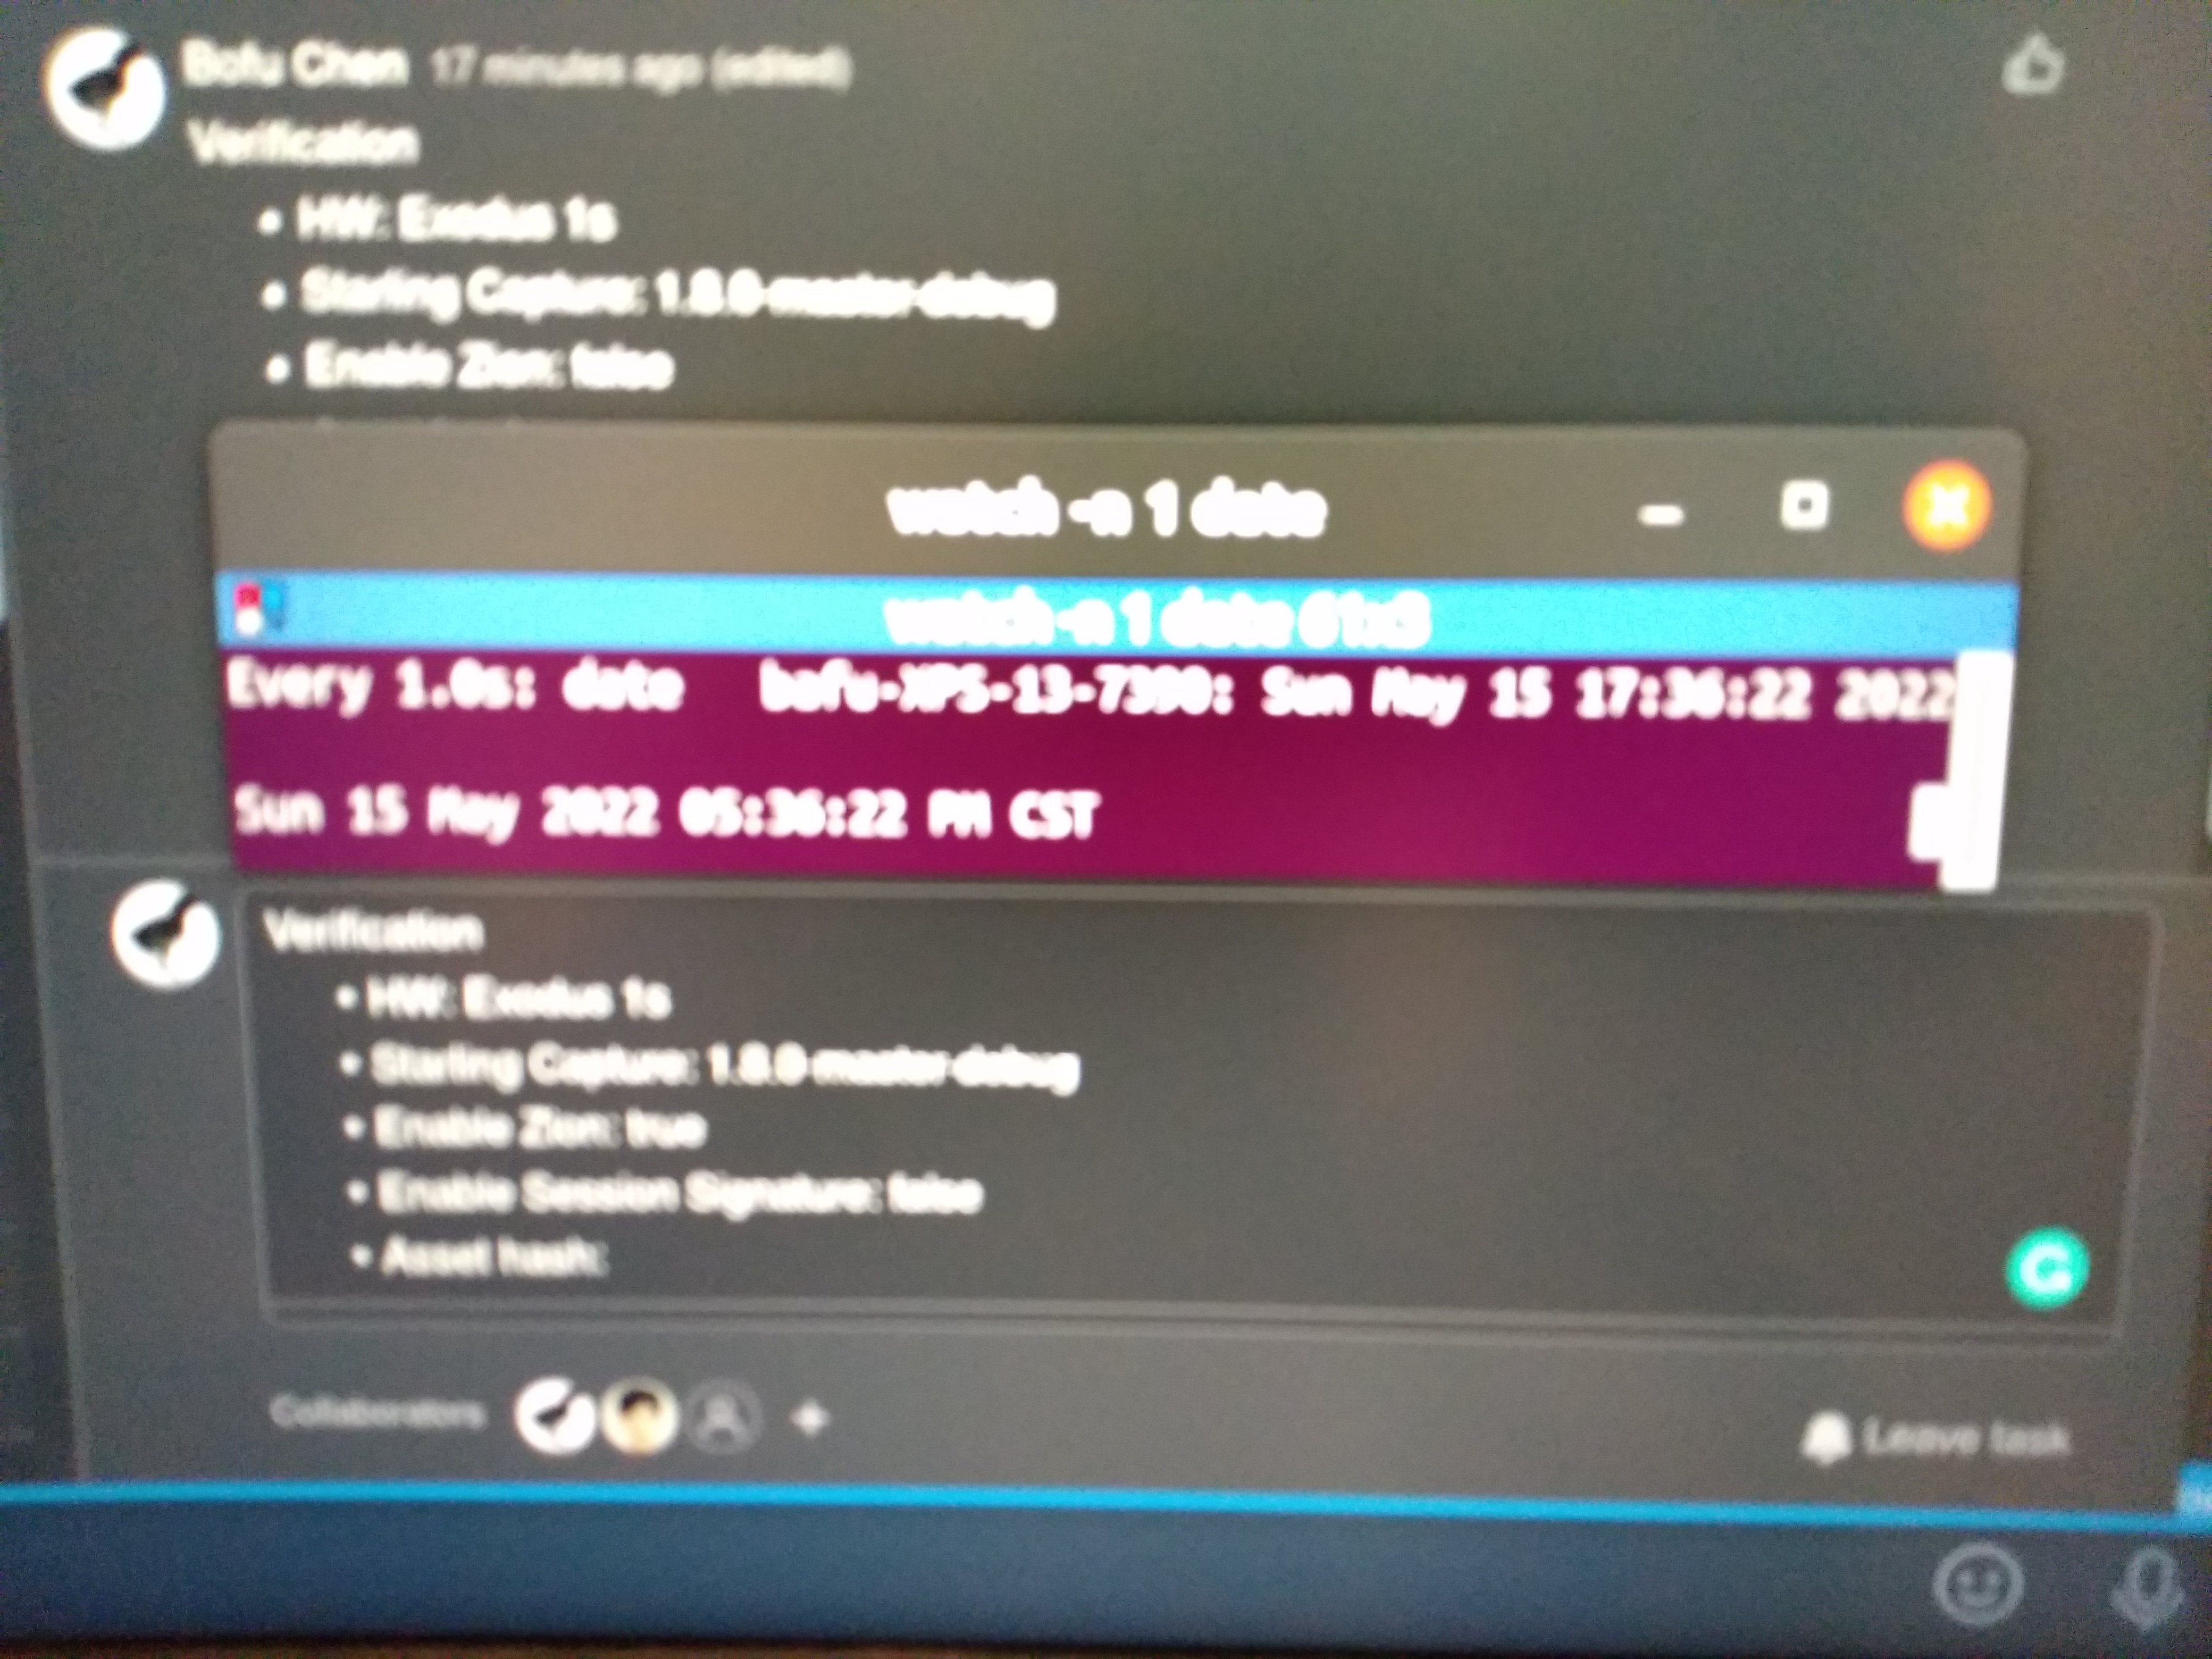 Bofu Chen 17 minutes ago (edited)
Verification
• HW: Exodus 1s
• Starling Capture: 1.8.0-master-debug
• Enable Zion: false
watch -n 1 date
watch -n 1 date 61x3
Every 1.0s: date bofu-XPS-13-7390: Sun May 15 17:36:22 2022
Sun 15 May 2022 05:36:22 PM CST
Verification
• HW: Exodus 1s
• Starling Capture: 1.8.0-master-debug
• Enable Zion: true
• Enable Session Signature: false
• Asset hash:
Collaborators
Leave task